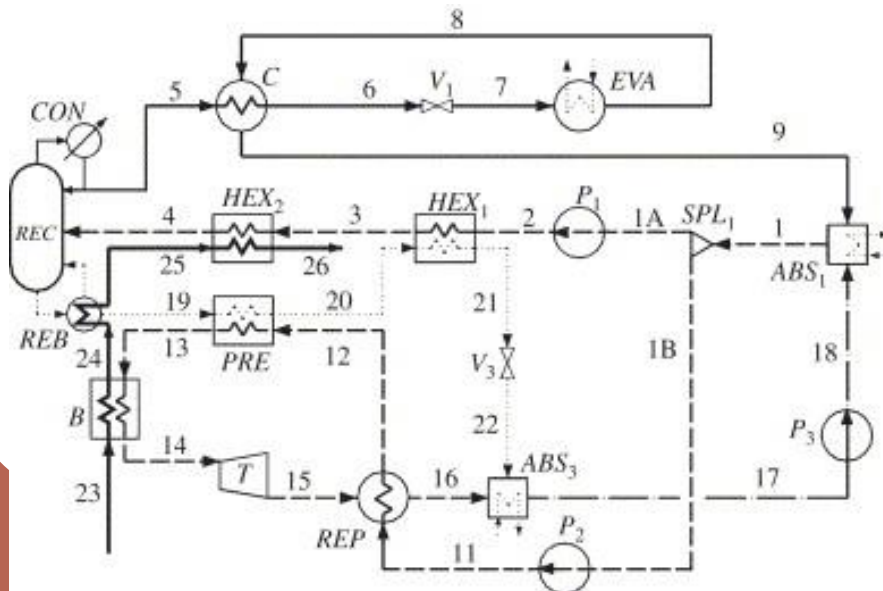 8
C
5
6
V1
7
EVA
CON
9
HEX2
HEX1
P1
SPL1
REC
4
3
2
1A
1
ABS1
25
26
19
20
21
REB
13
PRE
12
1B
18
24
V3
B
22
P3
14
T
15
16
ABS3
17
23
REP
11
P2